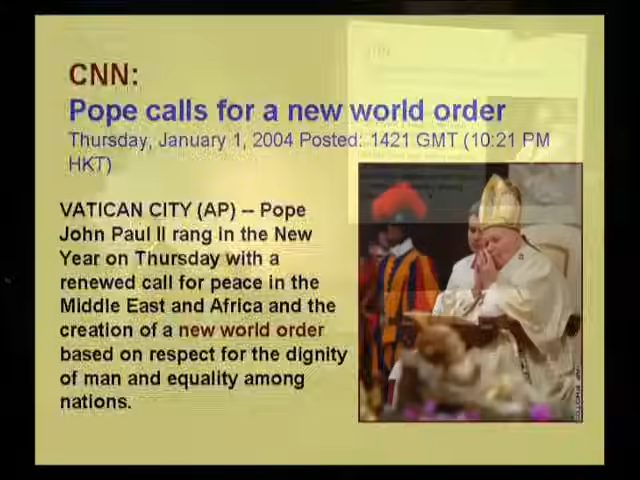 CNN:
Pope calls for a new world order
Thursday, January 1, 2004 Posted: 1421 GMT (10:21 PM
HKT)
VATICAN CITY (AP) -- Pope
John Paul II rang in the New
Year on Thursday with a
renewed call for peace in the
Middle East and Africa and the
creation of a new world order
based on respect for the dignity
of man and equality among
nations.